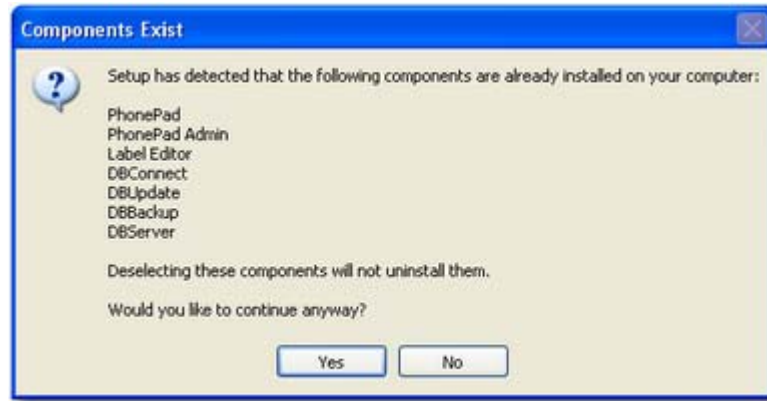 Components Exist
Setup has detected that the following components are already installed on your computer:
PhonePad
PhonePad Admin
Label Editor
DBConnect
DBUpdate
DBBackup
DBServer
Deselecting these components will not uninstall them.
Would you like to continue anyway?
Yes No